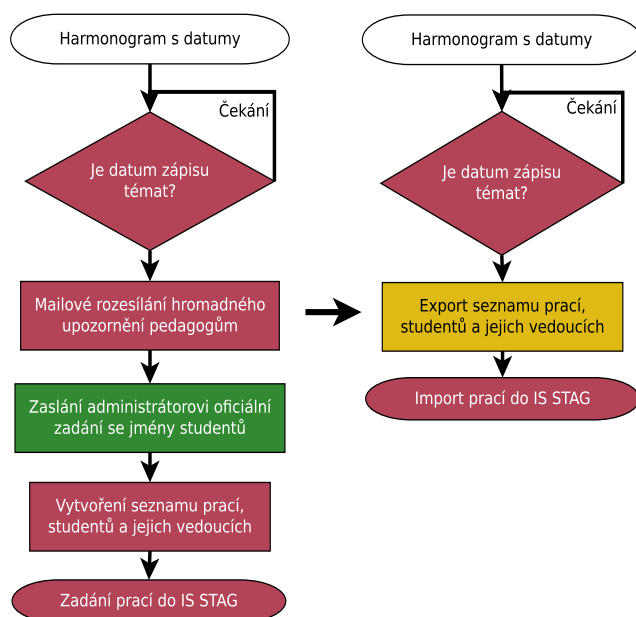 Harmonogram s datumy
Čekání
Je datum zápisu
tématu?
Mailové rozesílání hromadného
upozornění pedagogům
Zaslání administrátorovi oficiální
zadání se jmény studentů
Vytvoření seznamu prací,
studentů a jejich vedoucích
Zadání prací do IS STAG
Harmonogram s datumy
Čekání
Je datum zápisu
témat?
Export seznamu prací,
studentů a jejich vedoucích
Import prací do IS STAG